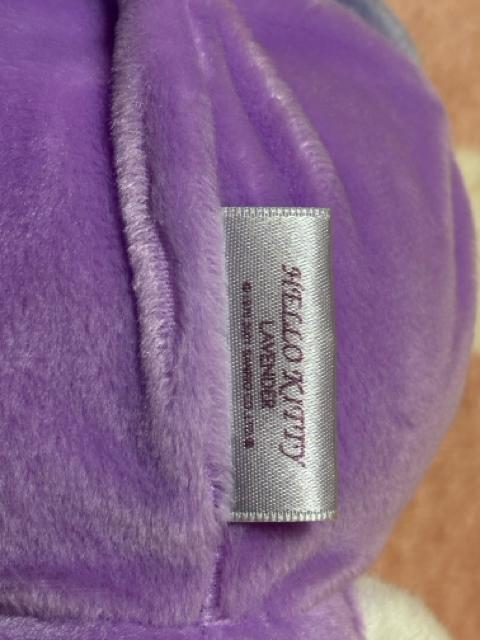 HELLO KITTY
LAVENDER
SANRIO CO.,LTD.